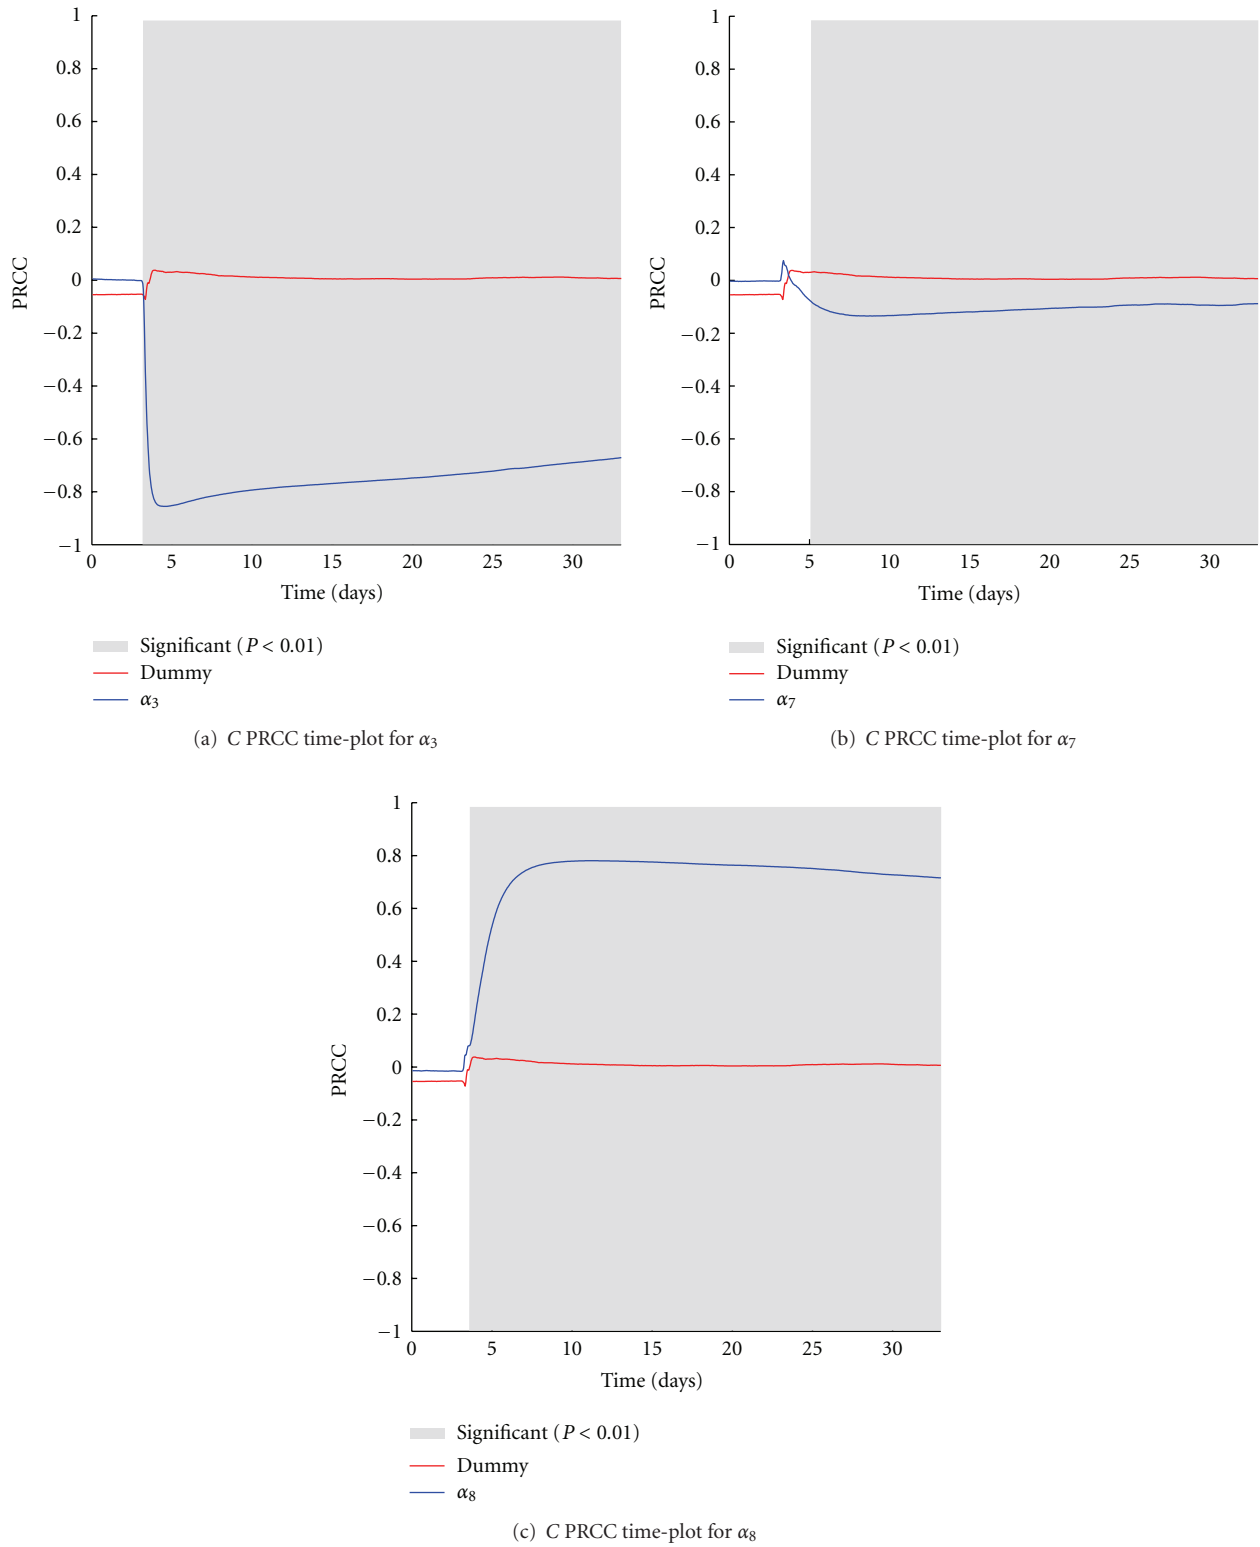 1
0.8
0.6
0.4
0.2
0
−0.2
−0.4
−0.6
−0.8
−1
PRCC
0 5 10 15 20 25 30
Time (days)
Significant (P < 0.01)
Dummy
α3
(a) C PRCC time-plot for α3
1
0.8
0.6
0.4
0.2
0
−0.2
−0.4
−0.6
−0.8
−1
PRCC
0 5 10 15 20 25 30
Time (days)
Significant (P < 0.01)
Dummy
α7
(b) C PRCC time-plot for α7
1
0.8
0.6
0.4
0.2
0
−0.2
−0.4
−0.6
−0.8
−1
PRCC
0 5 10 15 20 25 30
Time (days)
Significant (P < 0.01)
Dummy
α8
(c) C PRCC time-plot for α8